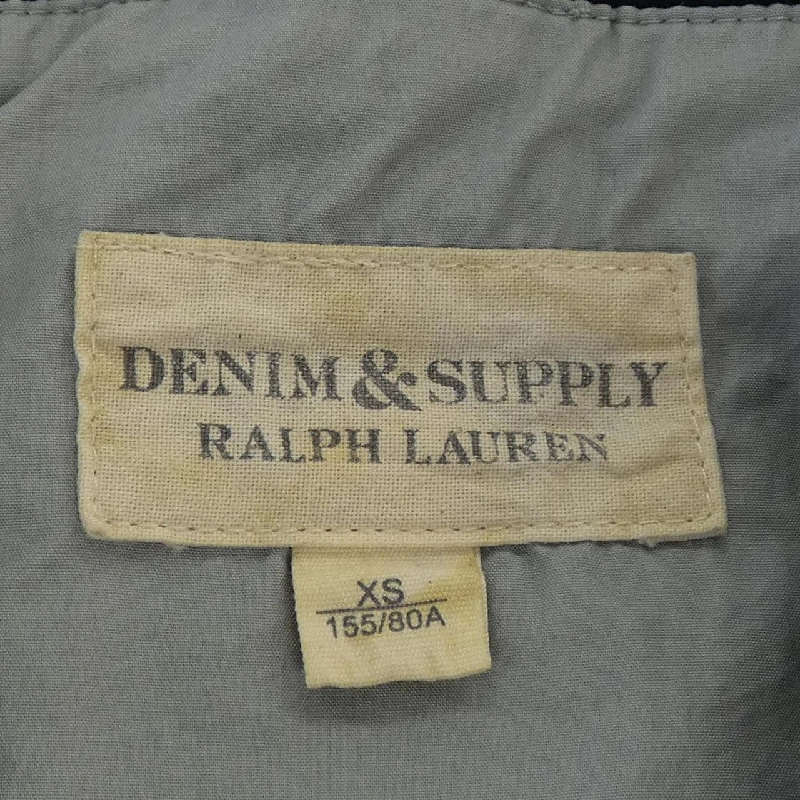 DENIM & SUPPLY
RALPH LAUREN
XS
155/80A